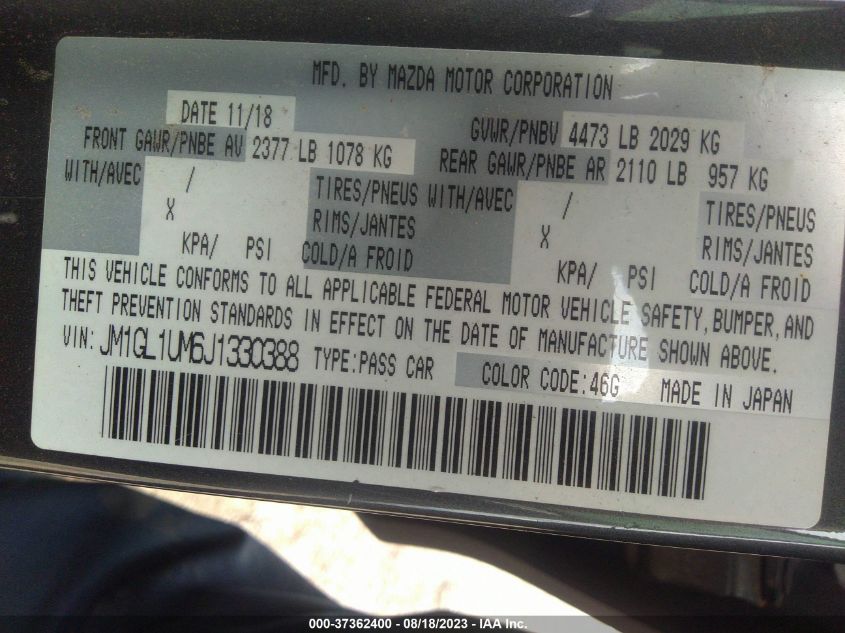 MFD. BY MAZDA MOTOR CORPORATION
DATE 11/18
GVWR/PNBV 4473 LB 2029 KG
FRONT GAWR/PNBE AV 2377 LB 1078 KG
REAR GAWR/PNBE AR 2110 LB 957 KG
WITH/AVEC / TIRES/PNEUS WITH/AVEC / TIRES/PNEUS
X RIMS/JANTES X RIMS/JANTES
KPA/ PSI COLD/A FROID KPA/ PSI COLD/A FROID
THIS VEHICLE CONFORMS TO ALL APPLICABLE FEDERAL MOTOR VEHICLE SAFETY, BUMPER, AND
THEFT PREVENTION STANDARDS IN EFFECT ON THE DATE OF MANUFACTURE SHOWN ABOVE.
VIN: JM1GL1UM6J1330388 TYPE:PASS CAR COLOR CODE:46G MADE IN JAPAN
000-37362400 - 08/18/2023 - IAA Inc.